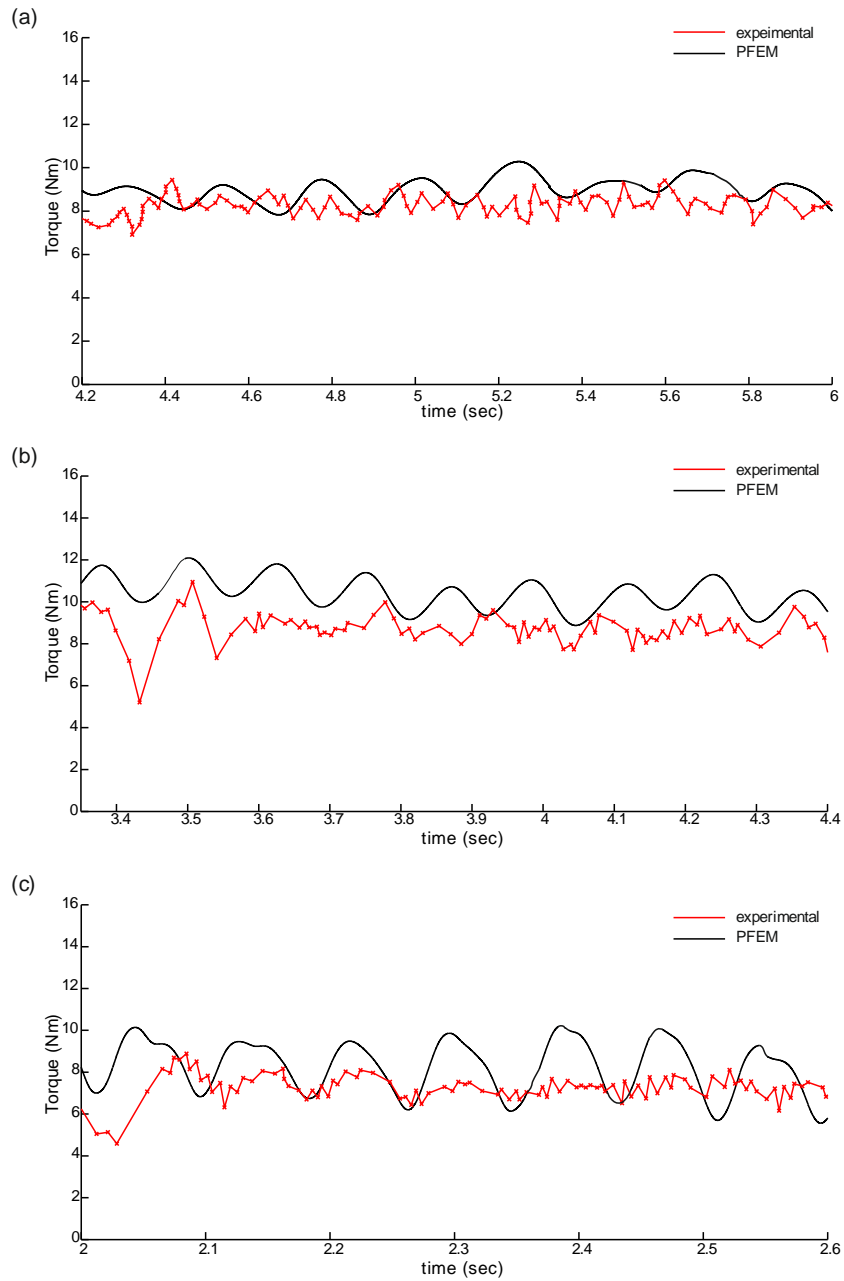 (a)
16
expeimental
PFEM
14
12
10
8
6
4
2
0
Torque (Nm)
4.2 4.4 4.6 4.8 5 5.2 5.4 5.6 5.8 6
time (sec)
(b)
16
experimental
PFEM
14
12
10
8
6
4
2
0
Torque (Nm)
3.4 3.5 3.6 3.7 3.8 3.9 4 4.1 4.2 4.3 4.4
time (sec)
(c)
16
experimental
PFEM
14
12
10
8
6
4
2
0
Torque (Nm)
2 2.1 2.2 2.3 2.4 2.5 2.6
time (sec)